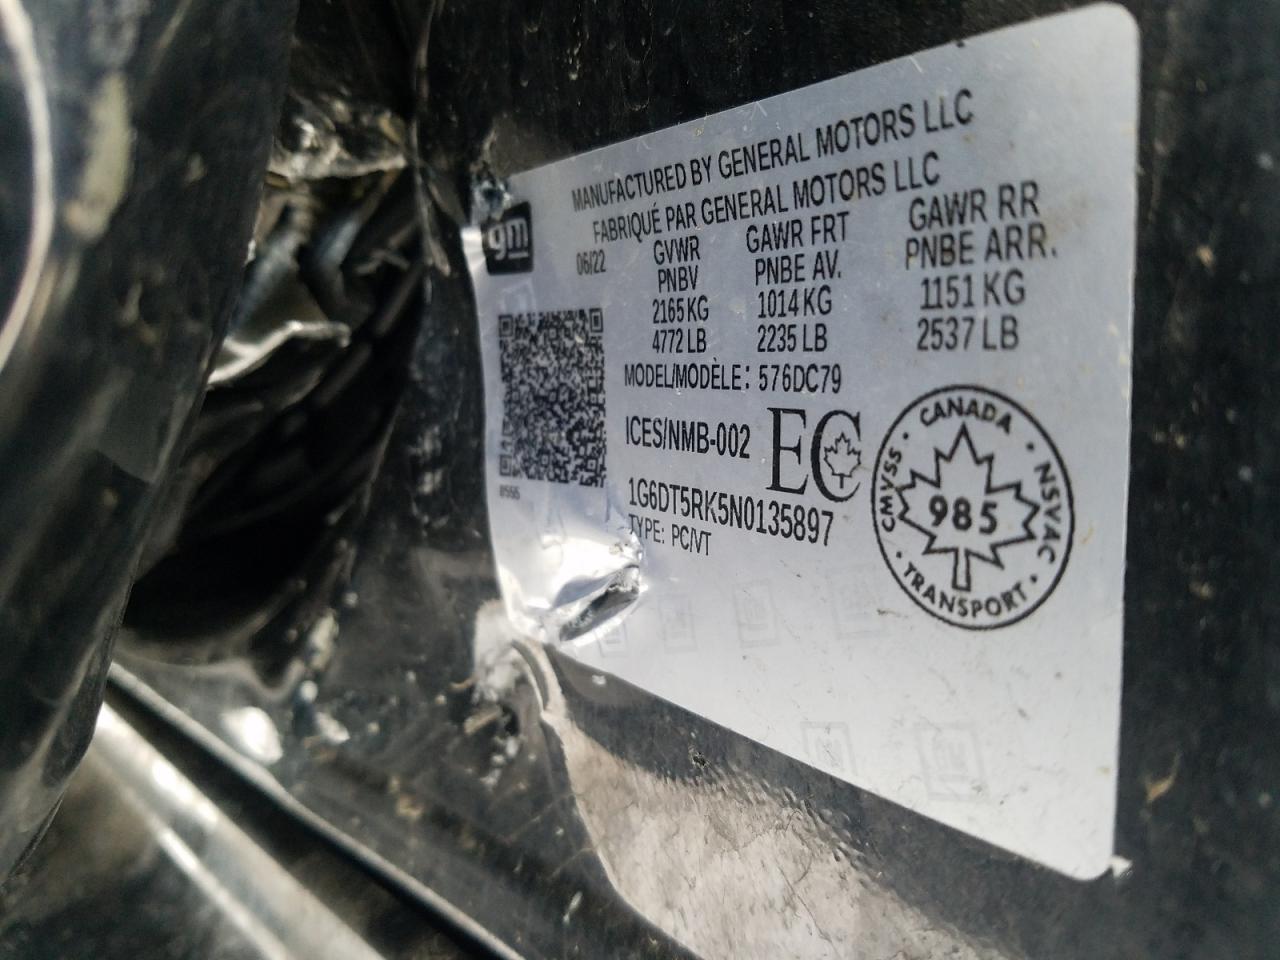 MANUFACTURED BY GENERAL MOTORS LLC
FABRIQUÉ PAR GENERAL MOTORS LLC
gm
06/22
GVWR GAWR FRT GAWR RR
PNBV PNBE AV. PNBE ARR.
2165 KG 1014 KG 1151 KG
4772 LB 2235 LB 2537 LB
MODEL/MODÈLE: 576DC79
ICES/NMB-002 EC
1G6DT5RK5N0135897
TYPE: PC/VT
CANADA
NSVAC
TRANSPORT
CMVSS
985